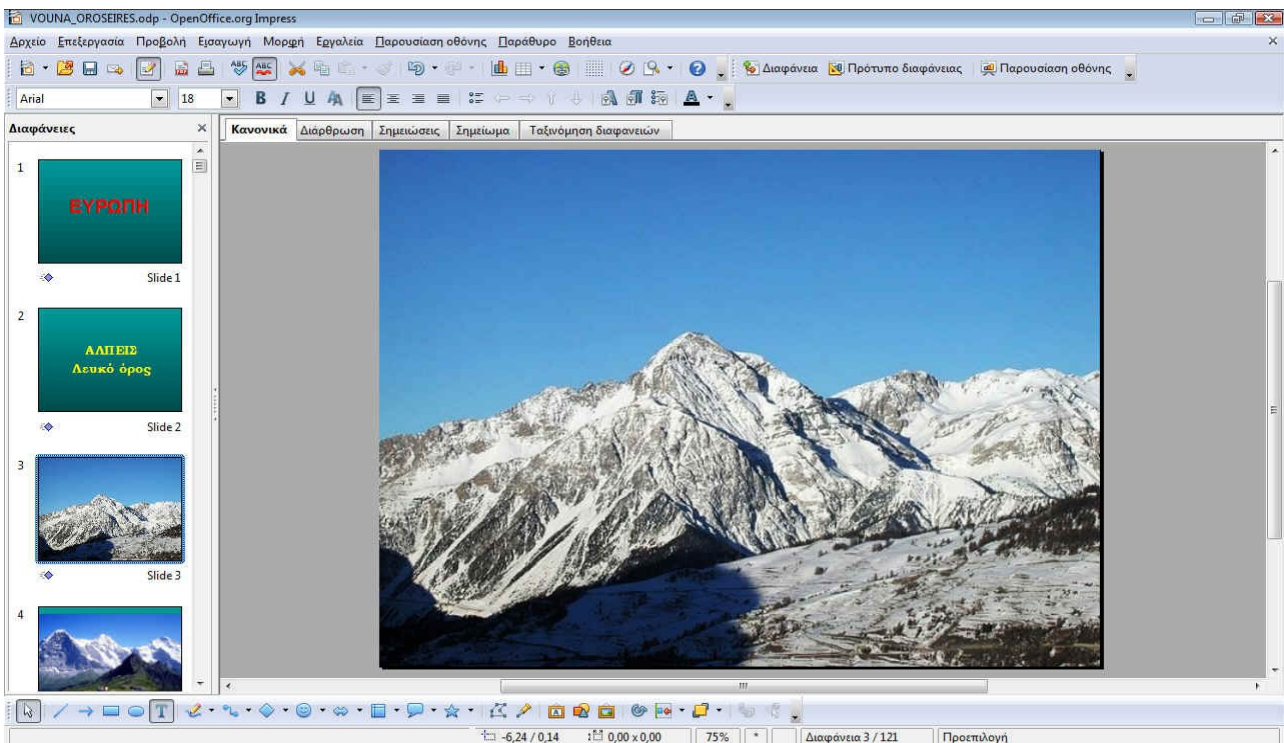 VOUNA_OROSEIRES.odp - OpenOffice.org Impress
Αρχείο Επεξεργασία Προβολή Εισαγωγή Μορφή Εργαλεία Παρουσίαση οθόνης Παράθυρο Βοήθεια
Διαφάνεια Πρότυπο διαφάνειας Παρουσίαση οθόνης
Arial 18
Διαφάνειες
Κανονικά Διάρθρωση Σημειώσεις Σημείωμα Ταξινόμηση διαφανειών
1
ΕΥΡΩΠΗ
Slide 1
2
ΑΛΠΕΙΣ
Λευκό όρος
Slide 2
3
Slide 3
4
-6,24 / 0,14 0,00 x 0,00 75% * Διαφάνεια 3 / 121 Προεπιλογή